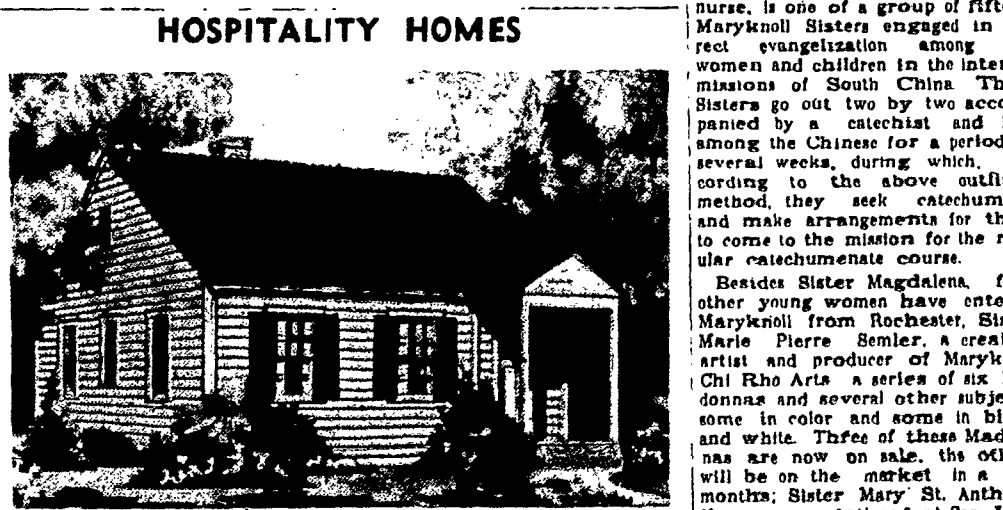 HOSPITALITY HOMES
nurse, is one of a group of fifte
Maryknoll Sisters engaged in
rect evangelization among
women and children in the inter
missions of South China Th
Sisters go out two by two acco
panied by a catechist and
among the Chinese for a period
several weeks, during which,
cording to the above outli
method, they seek catechum
and make arrangements for th
to come to the mission for the r
ular catechumenate course.
Besides Sister Magdalena, f
other young women have ente
Maryknoll from Rochester, Sis
Marie Pierre Semler, a creat
artist and producer of Maryk
Chi Rho Arts a series of six
donnas and several other subje
some in color and some in bl
and white. Three of these Mad
nas are now on sale, the oth
will be on the market in a
months; Sister Mary St. Anth